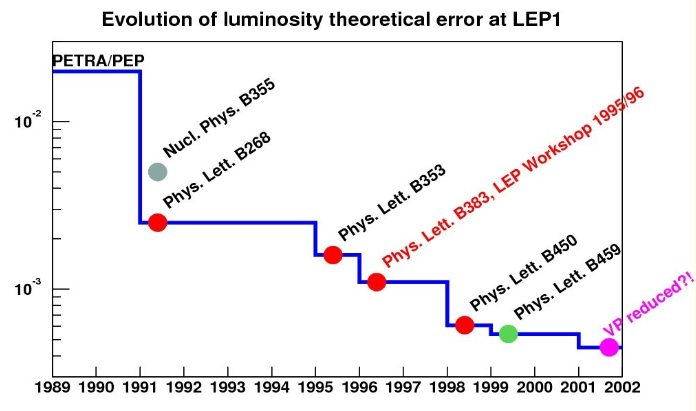 Evolution of luminosity theoretical error at LEP1
PETRA/PEP
Nucl. Phys. B355
Phys. Lett. B268
Phys. Lett. B353
Phys. Lett. B383, LEP Workshop 1995/96
Phys. Lett. B450
Phys. Lett. B459
VP reduced?!
10⁻²
10⁻³
1989 1990 1991 1992 1993 1994 1995 1996 1997 1998 1999 2000 2001 2002